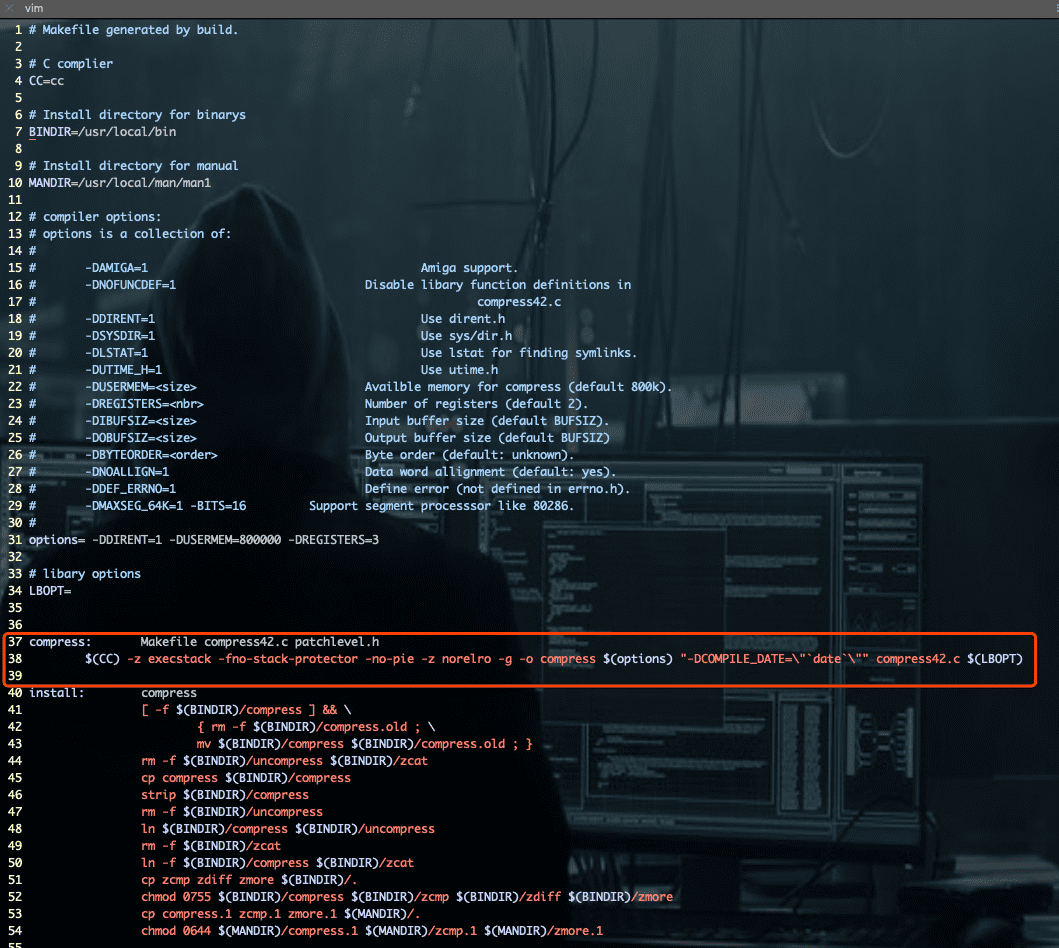 vim
1 # Makefile generated by build.
2
3 # C complier
4 CC=cc
5
6 # Install directory for binarys
7 BINDIR=/usr/local/bin
8
9 # Install directory for manual
10 MANDIR=/usr/local/man/man1
11
12 # compiler options:
13 # options is a collection of:
14 #
15 # -DAMIGA=1 Amiga support.
16 # -DNOFUNCDEF=1 Disable libary function definitions in
17 # compress42.c
18 # -DDIRENT=1 Use dirent.h
19 # -DSYSDIR=1 Use sys/dir.h
20 # -DLSTAT=1 Use lstat for finding symlinks.
21 # -DUTIME_H=1 Use utime.h
22 # -DUSERMEM=<size> Availble memory for compress (default 800k).
23 # -DREGISTERS=<nbr> Number of registers (default 2).
24 # -DIBUFSIZ=<size> Input buffer size (default BUFSIZ).
25 # -DOBUFSIZ=<size> Output buffer size (default BUFSIZ)
26 # -DBYTEORDER=<order> Byte order (default: unknown).
27 # -DNOALLIGN=1 Data word allignment (default: yes).
28 # -DDEF_ERRNO=1 Define error (not defined in errno.h).
29 # -DMAXSEG_64K=1 -BITS=16 Support segment processsor like 80286.
30 #
31 options= -DDIRENT=1 -DUSERMEM=800000 -DREGISTERS=3
32
33 # libary options
34 LBOPT=
35
36
37 compress: Makefile compress42.c patchlevel.h
38 $(CC) -z execstack -fno-stack-protector -no-pie -z norelro -g -o compress $(options) "-DCOMPILE_DATE=\"`date`\"" compress42.c $(LBOPT)
39
40 install: compress
41 [ -f $(BINDIR)/compress ] && \
42 { rm -f $(BINDIR)/compress.old ; \
43 mv $(BINDIR)/compress $(BINDIR)/compress.old ; }
44 rm -f $(BINDIR)/uncompress $(BINDIR)/zcat
45 cp compress $(BINDIR)/compress
46 strip $(BINDIR)/compress
47 rm -f $(BINDIR)/uncompress
48 ln $(BINDIR)/compress $(BINDIR)/uncompress
49 rm -f $(BINDIR)/zcat
50 ln -f $(BINDIR)/compress $(BINDIR)/zcat
51 cp zcmp zdiff zmore $(BINDIR)/.
52 chmod 0755 $(BINDIR)/compress $(BINDIR)/zcmp $(BINDIR)/zdiff $(BINDIR)/zmore
53 cp compress.1 zcmp.1 zmore.1 $(MANDIR)/.
54 chmod 0644 $(MANDIR)/compress.1 $(MANDIR)/zcmp.1 $(MANDIR)/zmore.1
55